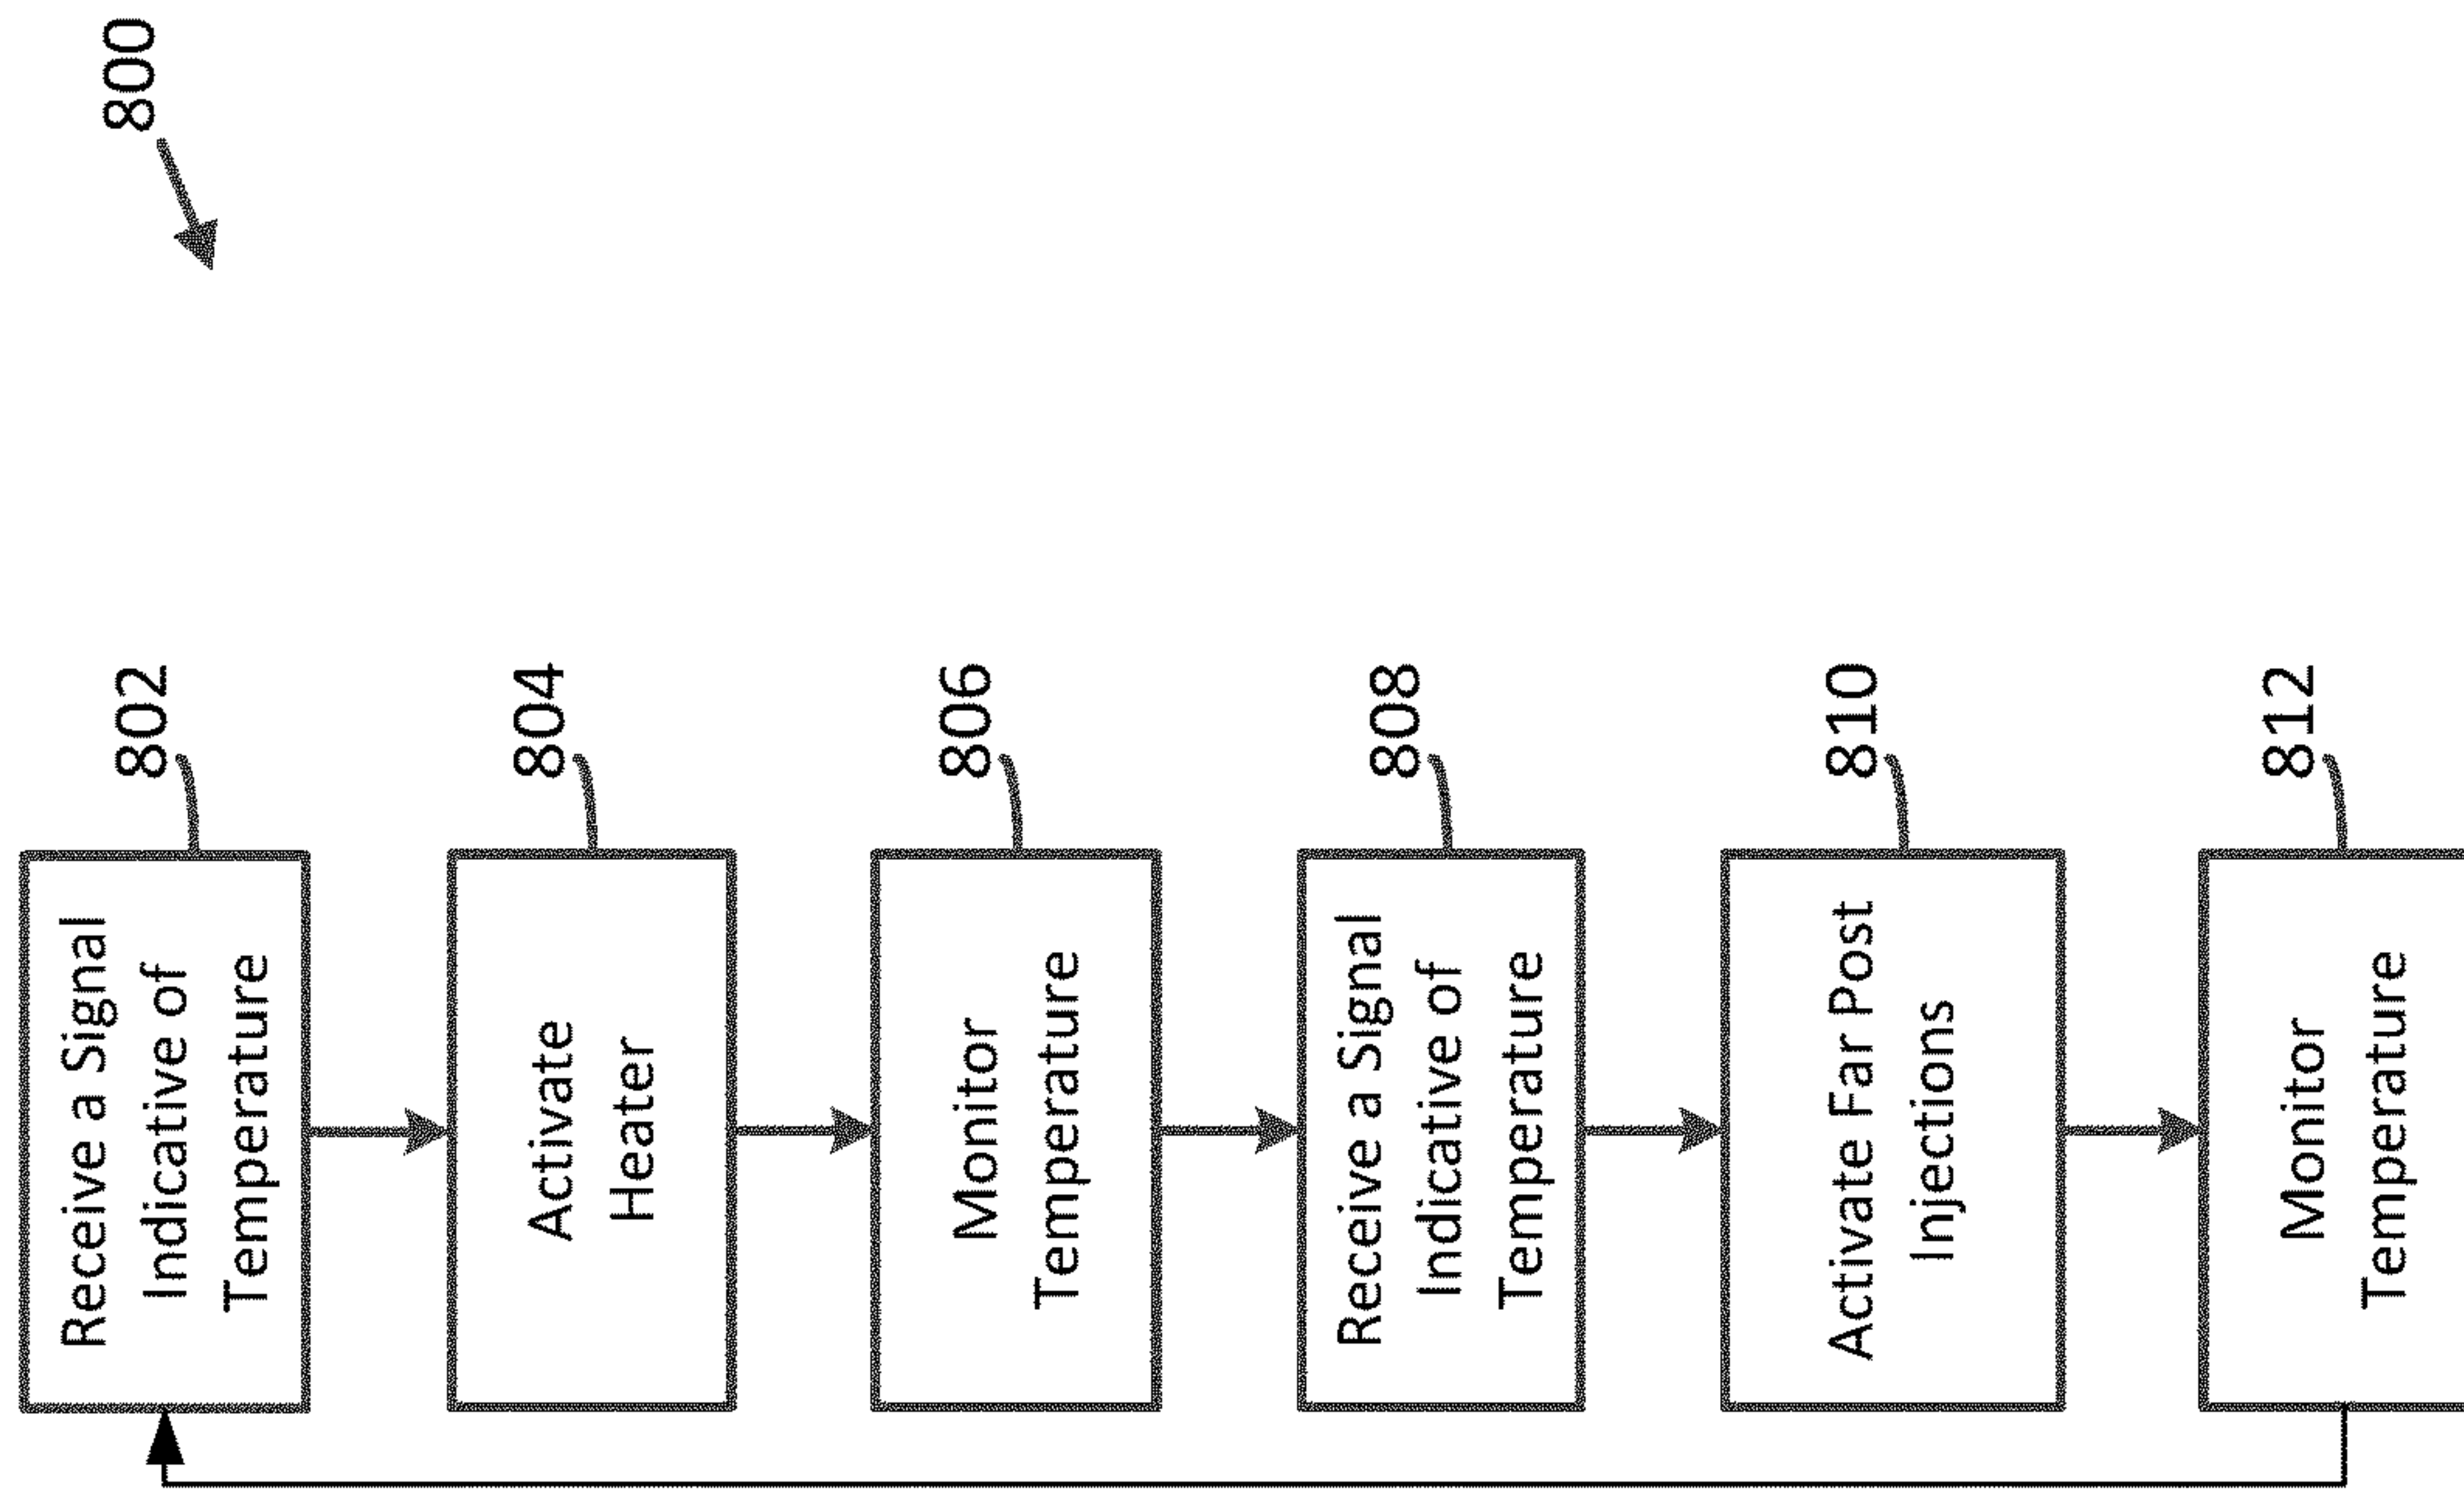 800
802
Receive a Signal
Indicative of
Temperature
804
Activate
Heater
806
Monitor
Temperature
808
Receive a Signal
Indicative of
Temperature
810
Activate Far Post
Injections
812
Monitor
Temperature